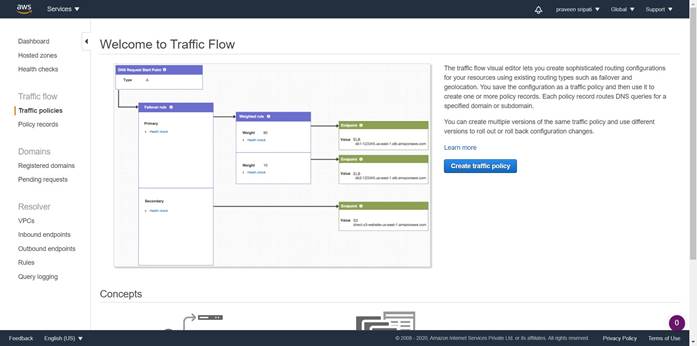 aws
Services
praveen sripati
Global
Support
Dashboard
Hosted zones
Health checks
Traffic flow
Traffic policies
Policy records
Domains
Registered domains
Pending requests
Resolver
VPCs
Inbound endpoints
Outbound endpoints
Rules
Query logging
Welcome to Traffic Flow
DNS Request Start Point
Type A
Failover rule
Primary
Health check
Secondary
Health check
Weighted rule
Weight 90
Health check
Weight 10
Health check
Endpoint
Value ELB
Endpoint
Value ELB
Endpoint
Value S3
The traffic flow visual editor lets you create sophisticated routing configurations
for your resources using existing routing types such as failover and
geolocation. You save the configuration as a traffic policy and then use it to
create one or more policy records. Each policy record routes DNS queries for a
specified domain or subdomain.
You can create multiple versions of the same traffic policy and use different
versions to roll out or roll back configuration changes.
Learn more
Create traffic policy
Concepts
0
Feedback
English (US)
© 2008 - 2020, Amazon Internet Services Private Ltd. or its affiliates. All rights reserved.
Privacy Policy
Terms of Use